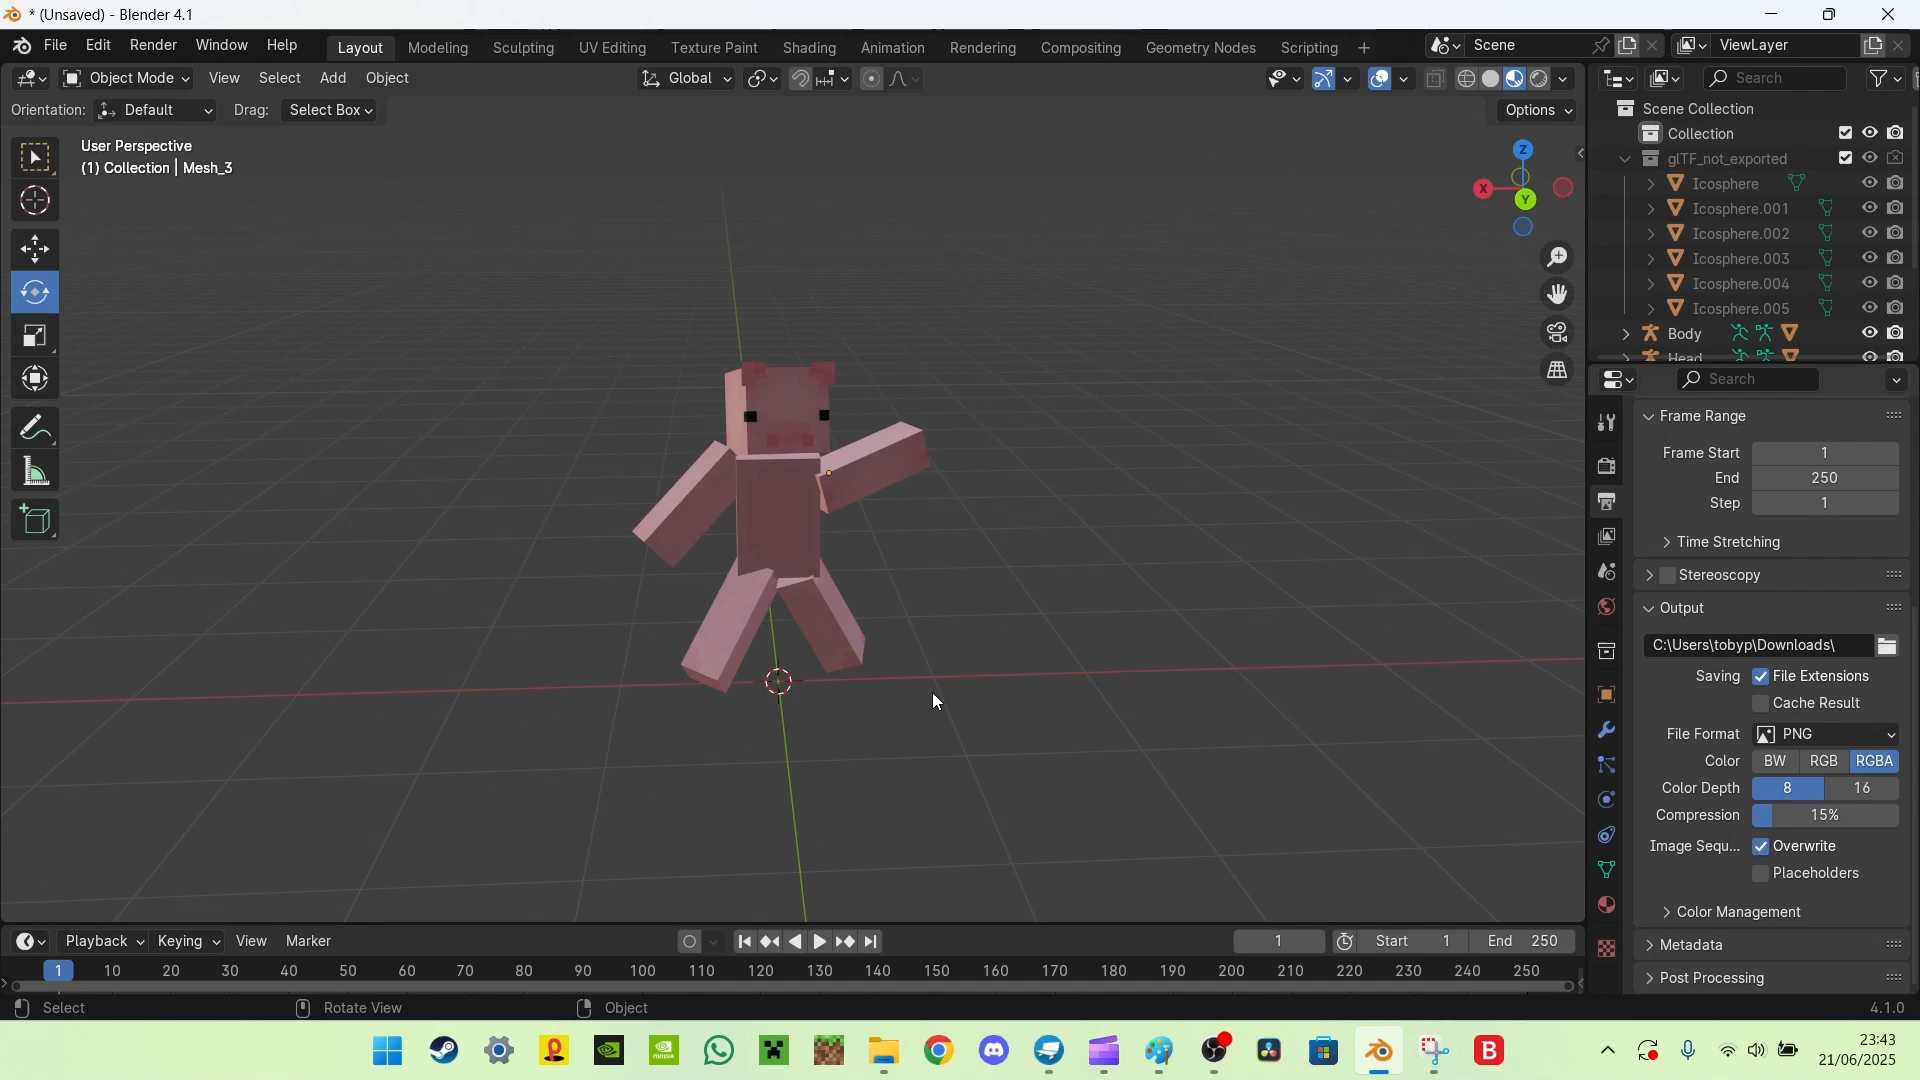 * (Unsaved) - Blender 4.1
File Edit Render Window Help Layout Modeling Sculpting UV Editing Texture Paint Shading Animation Rendering Compositing Geometry Nodes Scripting + Scene ViewLayer
Object Mode View Select Add Object Global Search
Orientation: Default Drag: Select Box Options
Scene Collection
User Perspective
(1) Collection | Mesh_3
Z
X
Y
Collection
glTF_not_exported
Icosphere
Icosphere.001
Icosphere.002
Icosphere.003
Icosphere.004
Icosphere.005
Body
Head
Search
Frame Range
Frame Start 1
End 250
Step 1
Time Stretching
Stereoscopy
Output
C:\Users\tobyp\Downloads\
Saving File Extensions
Cache Result
File Format PNG
Color BW RGB RGBA
Color Depth 8 16
Compression 15%
Image Sequ... Overwrite
Placeholders
Color Management
Metadata
Post Processing
Playback Keying View Marker 1 Start 1 End 250
1 10 20 30 40 50 60 70 80 90 100 110 120 130 140 150 160 170 180 190 200 210 220 230 240 250
Select Rotate View Object 4.1.0
B
23:43
21/06/2025